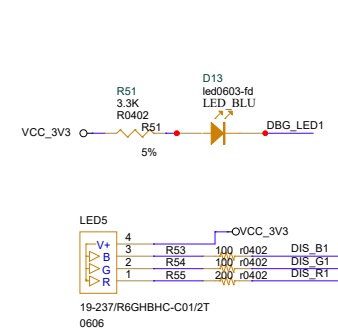 D13
R51
led0603-fd
3.3K
LED_BLU
R0402
R51
DBG_LED1
VCC_3V3
5%
LED5
VCC_3V3
4
V+
3
R53
100
r0402
DIS_B1
B
2
R54
100
r0402
DIS_G1
G
1
R55
200
r0402
DIS_R1
R
19-237/R6GHBHC-C01/2T
0606